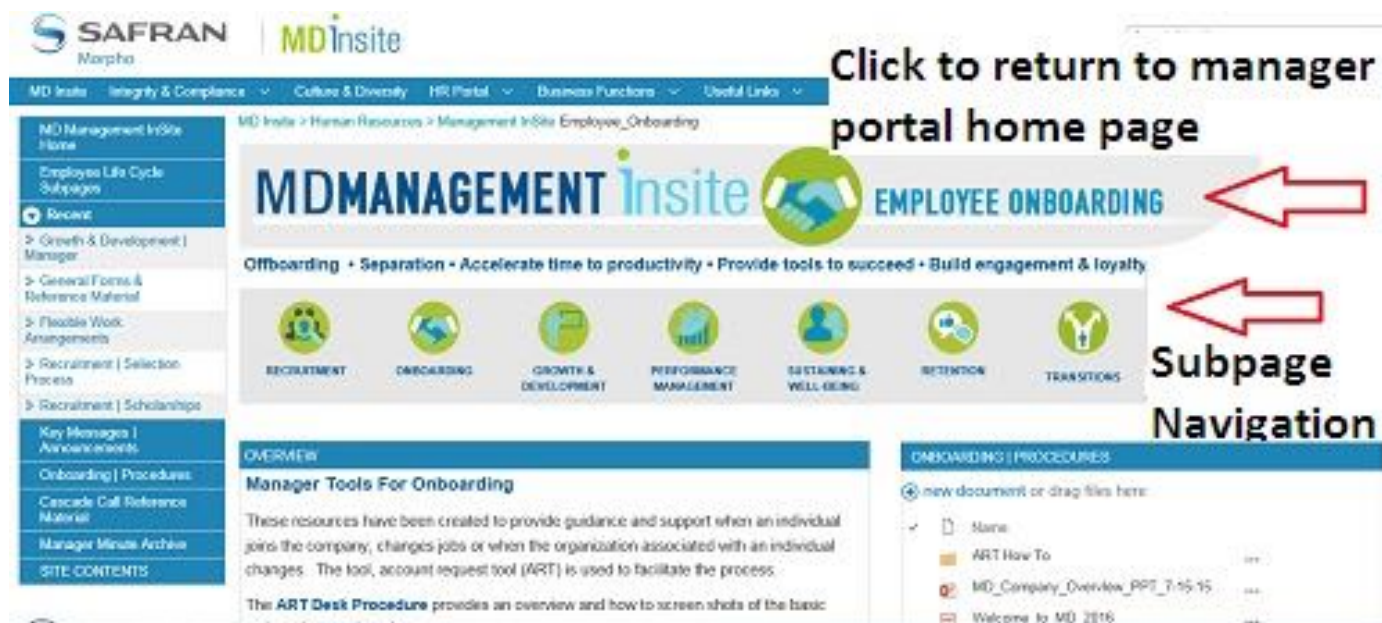 SAFRAN
Morpho
MD insite
Click to return to manager
portal home page
MD Insite Integrity & Compliance Culture & Diversity HR Portal Business Functions Useful Links
MD Insite > Human Resources > Management InSite Employee_Onboarding
MD Management InSite
Home
Employee Life Cycle
Subpages
Recent
Growth & Development |
Manager
General Forms &
Reference Material
Flexible Work
Arrangements
Recruitment | Selection
Process
Recruitment | Scholarships
Key Messages |
Announcements
Onboarding | Procedures
Cascade Call Reference
Material
Manager Minute Archive
SITE CONTENTS
MDMANAGEMENT insite EMPLOYEE ONBOARDING
Offboarding • Separation • Accelerate time to productivity • Provide tools to succeed • Build engagement & loyalty
RECRUITMENT
ONBOARDING
GROWTH &
DEVELOPMENT
PERFORMANCE
MANAGEMENT
SUSTAINING &
WELL-BEING
RETENTION
TRANSITIONS
Subpage
Navigation
OVERVIEW
Manager Tools For Onboarding
These resources have been created to provide guidance and support when an individual
joins the company, changes jobs or when the organization associated with an individual
changes. The tool, account request tool (ART) is used to facilitate the process.
The ART Desk Procedure provides an overview and how to screen shots of the basic
ONBOARDING | PROCEDURES
new document or drag files here
Name
ART How To ...
MD_Company_Overview_PPT_7-15-15 ...
Welcome_to_MD_2016 ...